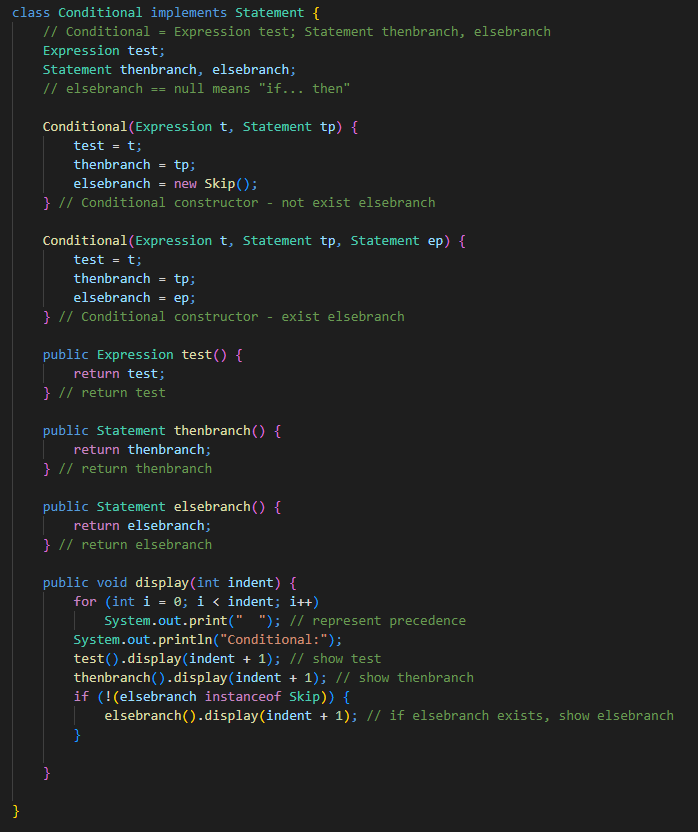 class Conditional implements Statement {
    // Conditional = Expression test; Statement thenbranch, elsebranch
    Expression test;
    Statement thenbranch, elsebranch;
    // elsebranch == null means "if... then"

    Conditional(Expression t, Statement tp) {
        test = t;
        thenbranch = tp;
        elsebranch = new Skip();
    } // Conditional constructor - not exist elsebranch

    Conditional(Expression t, Statement tp, Statement ep) {
        test = t;
        thenbranch = tp;
        elsebranch = ep;
    } // Conditional constructor - exist elsebranch

    public Expression test() {
        return test;
    } // return test

    public Statement thenbranch() {
        return thenbranch;
    } // return thenbranch

    public Statement elsebranch() {
        return elsebranch;
    } // return elsebranch

    public void display(int indent) {
        for (int i = 0; i < indent; i++)
            System.out.print("  "); // represent precedence
        System.out.println("Conditional:");
        test().display(indent + 1); // show test
        thenbranch().display(indent + 1); // show thenbranch
        if (!(elsebranch instanceof Skip)) {
            elsebranch().display(indent + 1); // if elsebranch exists, show elsebranch
        }

    }

}